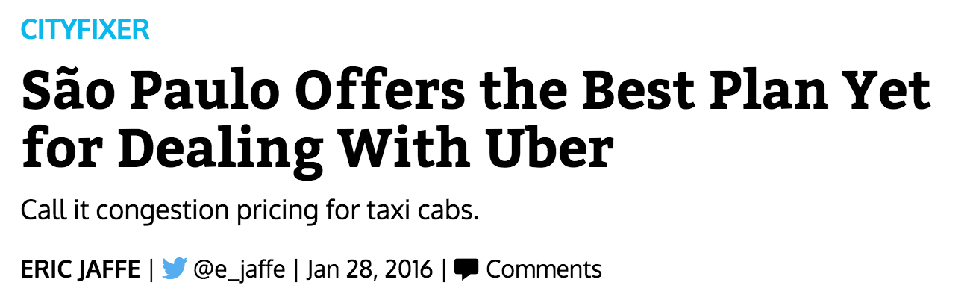 CITYFIXER
São Paulo Offers the Best Plan Yet
for Dealing With Uber
Call it congestion pricing for taxi cabs.
ERIC JAFFE | @e_jaffe | Jan 28, 2016 | Comments